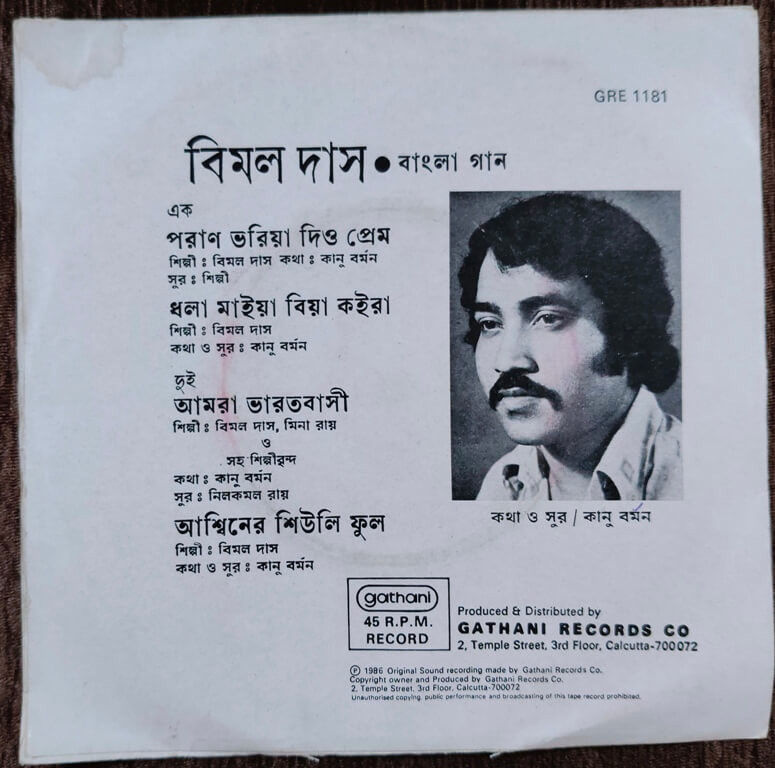 GRE 1181
বিমল দাস • বাংলা গান
এক
পরাণ ভরিয়া দিও প্রেম
শিল্পী : বিমল দাস কথা : কানু বর্মন
সুর : শিল্পী
ধলা মাইয়া বিয়া কইরা
শিল্পী : বিমল দাস
কথা ও সুর : কানু বর্মন
দুই
আমরা ভারতবাসী
শিল্পী : বিমল দাস, মিনা রায়
ও
সহ শিল্পীবৃন্দ
কথা : কানু বর্মন
সুর : নিলকমল রায়
আশ্বিনের শিউলি ফুল
শিল্পী : বিমল দাস
কথা ও সুর : কানু বর্মন
কথা ও সুর / কানু বর্মন
gathani
45 R.P.M.
RECORD
Produced & Distributed by
GATHANI RECORDS CO
2, Temple Street, 3rd Floor, Calcutta-700072
Ⓟ 1986 Original Sound recording made by Gathani Records Co.
Copyright owner and Produced by Gathani Records Co.
2, Temple Street, 3rd Floor, Calcutta-700072
Unauthorised copying, public performance and broadcasting of this tape record prohibited.